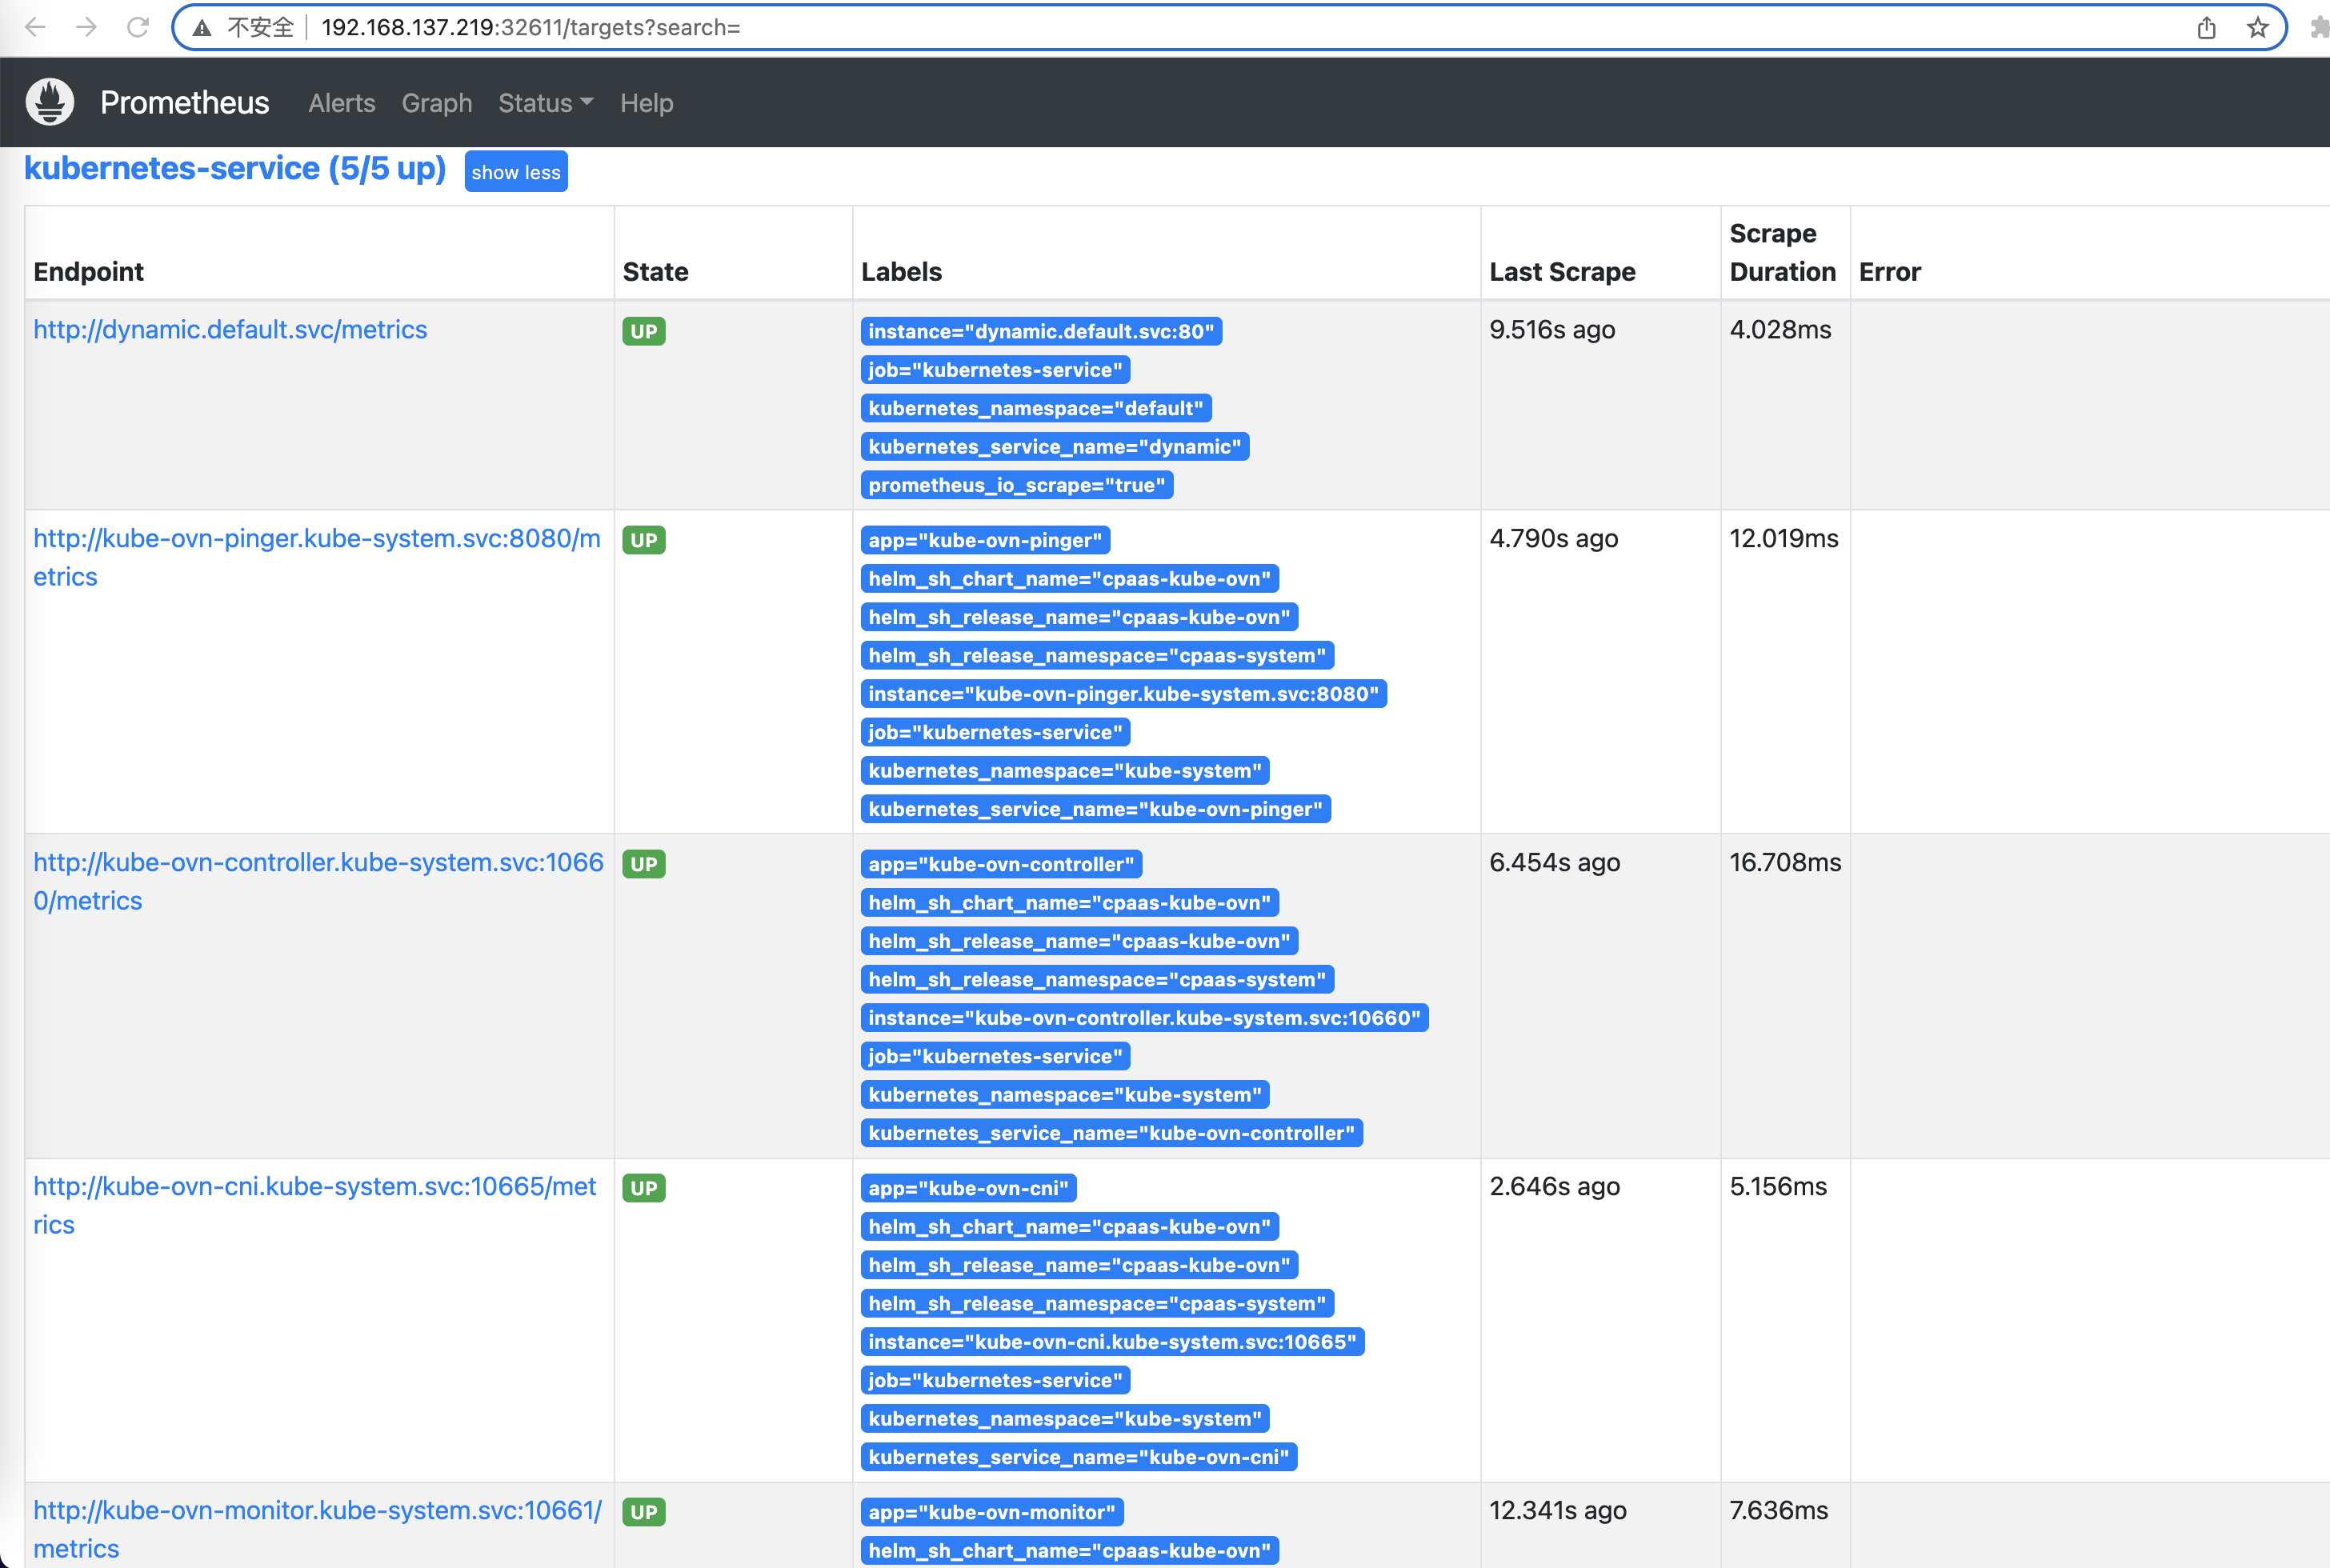 不安全 192.168.137.219:32611/targets?search=
Prometheus Alerts Graph Status Help
kubernetes-service (5/5 up) show less
Endpoint State Labels Last Scrape Scrape Duration Error
http://dynamic.default.svc/metrics UP instance="dynamic.default.svc:80" 9.516s ago 4.028ms
job="kubernetes-service"
kubernetes_namespace="default"
kubernetes_service_name="dynamic"
prometheus_io_scrape="true"
http://kube-ovn-pinger.kube-system.svc:8080/m UP app="kube-ovn-pinger" 4.790s ago 12.019ms
etrics helm_sh_chart_name="cpaas-kube-ovn"
helm_sh_release_name="cpaas-kube-ovn"
helm_sh_release_namespace="cpaas-system"
instance="kube-ovn-pinger.kube-system.svc:8080"
job="kubernetes-service"
kubernetes_namespace="kube-system"
kubernetes_service_name="kube-ovn-pinger"
http://kube-ovn-controller.kube-system.svc:1066 UP app="kube-ovn-controller" 6.454s ago 16.708ms
0/metrics helm_sh_chart_name="cpaas-kube-ovn"
helm_sh_release_name="cpaas-kube-ovn"
helm_sh_release_namespace="cpaas-system"
instance="kube-ovn-controller.kube-system.svc:10660"
job="kubernetes-service"
kubernetes_namespace="kube-system"
kubernetes_service_name="kube-ovn-controller"
http://kube-ovn-cni.kube-system.svc:10665/met UP app="kube-ovn-cni" 2.646s ago 5.156ms
rics helm_sh_chart_name="cpaas-kube-ovn"
helm_sh_release_name="cpaas-kube-ovn"
helm_sh_release_namespace="cpaas-system"
instance="kube-ovn-cni.kube-system.svc:10665"
job="kubernetes-service"
kubernetes_namespace="kube-system"
kubernetes_service_name="kube-ovn-cni"
http://kube-ovn-monitor.kube-system.svc:10661/ UP app="kube-ovn-monitor" 12.341s ago 7.636ms
metrics helm_sh_chart_name="cpaas-kube-ovn"